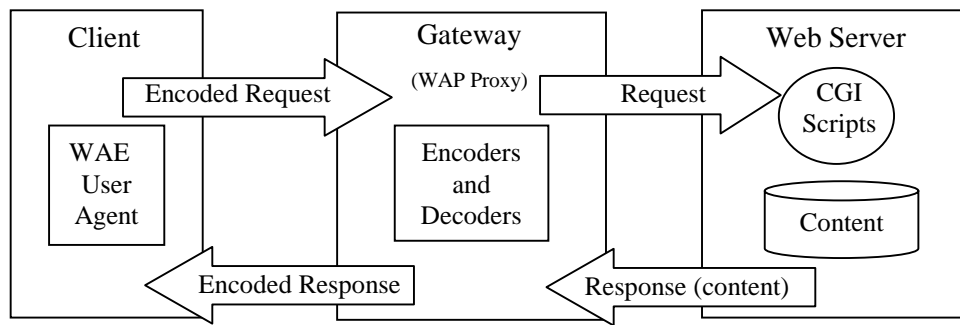 Client
Gateway
Web Server
(WAP Proxy)
Encoded Request
Request
CGI
Scripts
WAE
User
Agent
Encoders
and
Decoders
Content
Encoded Response
Response (content)